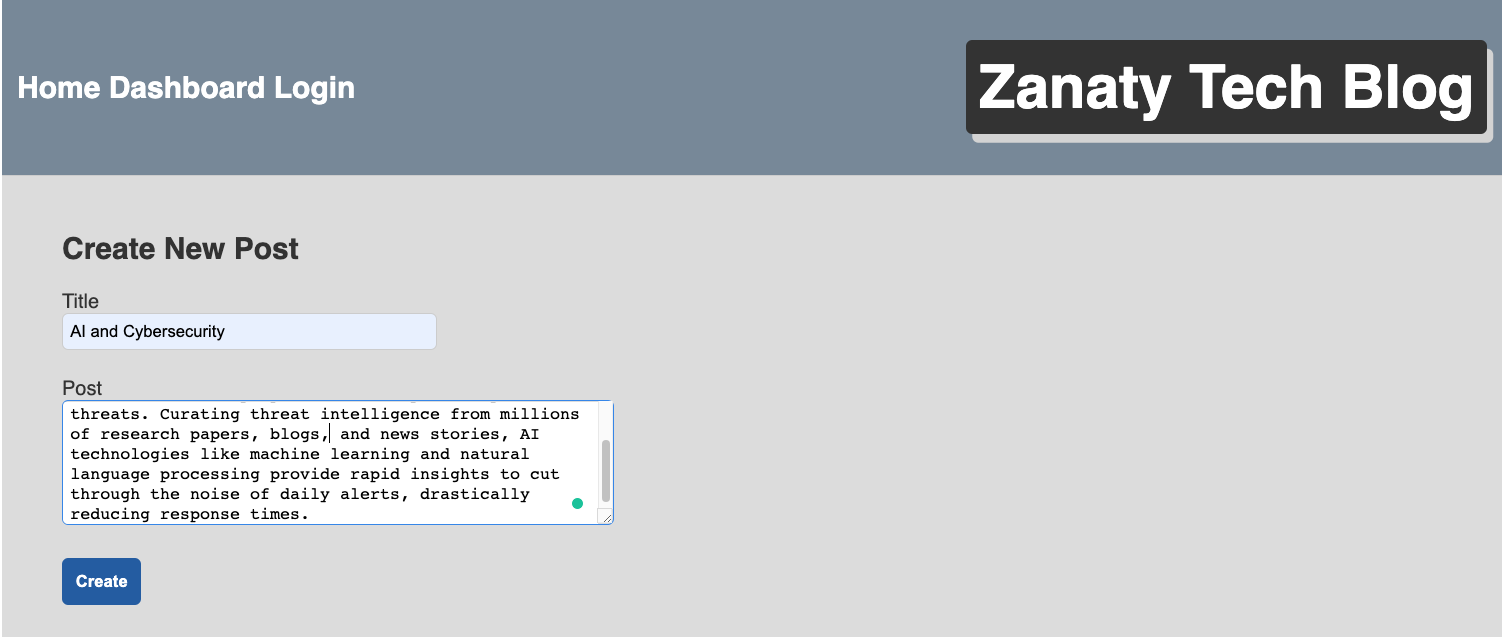 Home Dashboard Login
Zanaty Tech Blog
Create New Post
Title
AI and Cybersecurity
Post
threats. Curating threat intelligence from millions
of research papers, blogs, and news stories, AI
technologies like machine learning and natural
language processing provide rapid insights to cut
through the noise of daily alerts, drastically
reducing response times.
Create